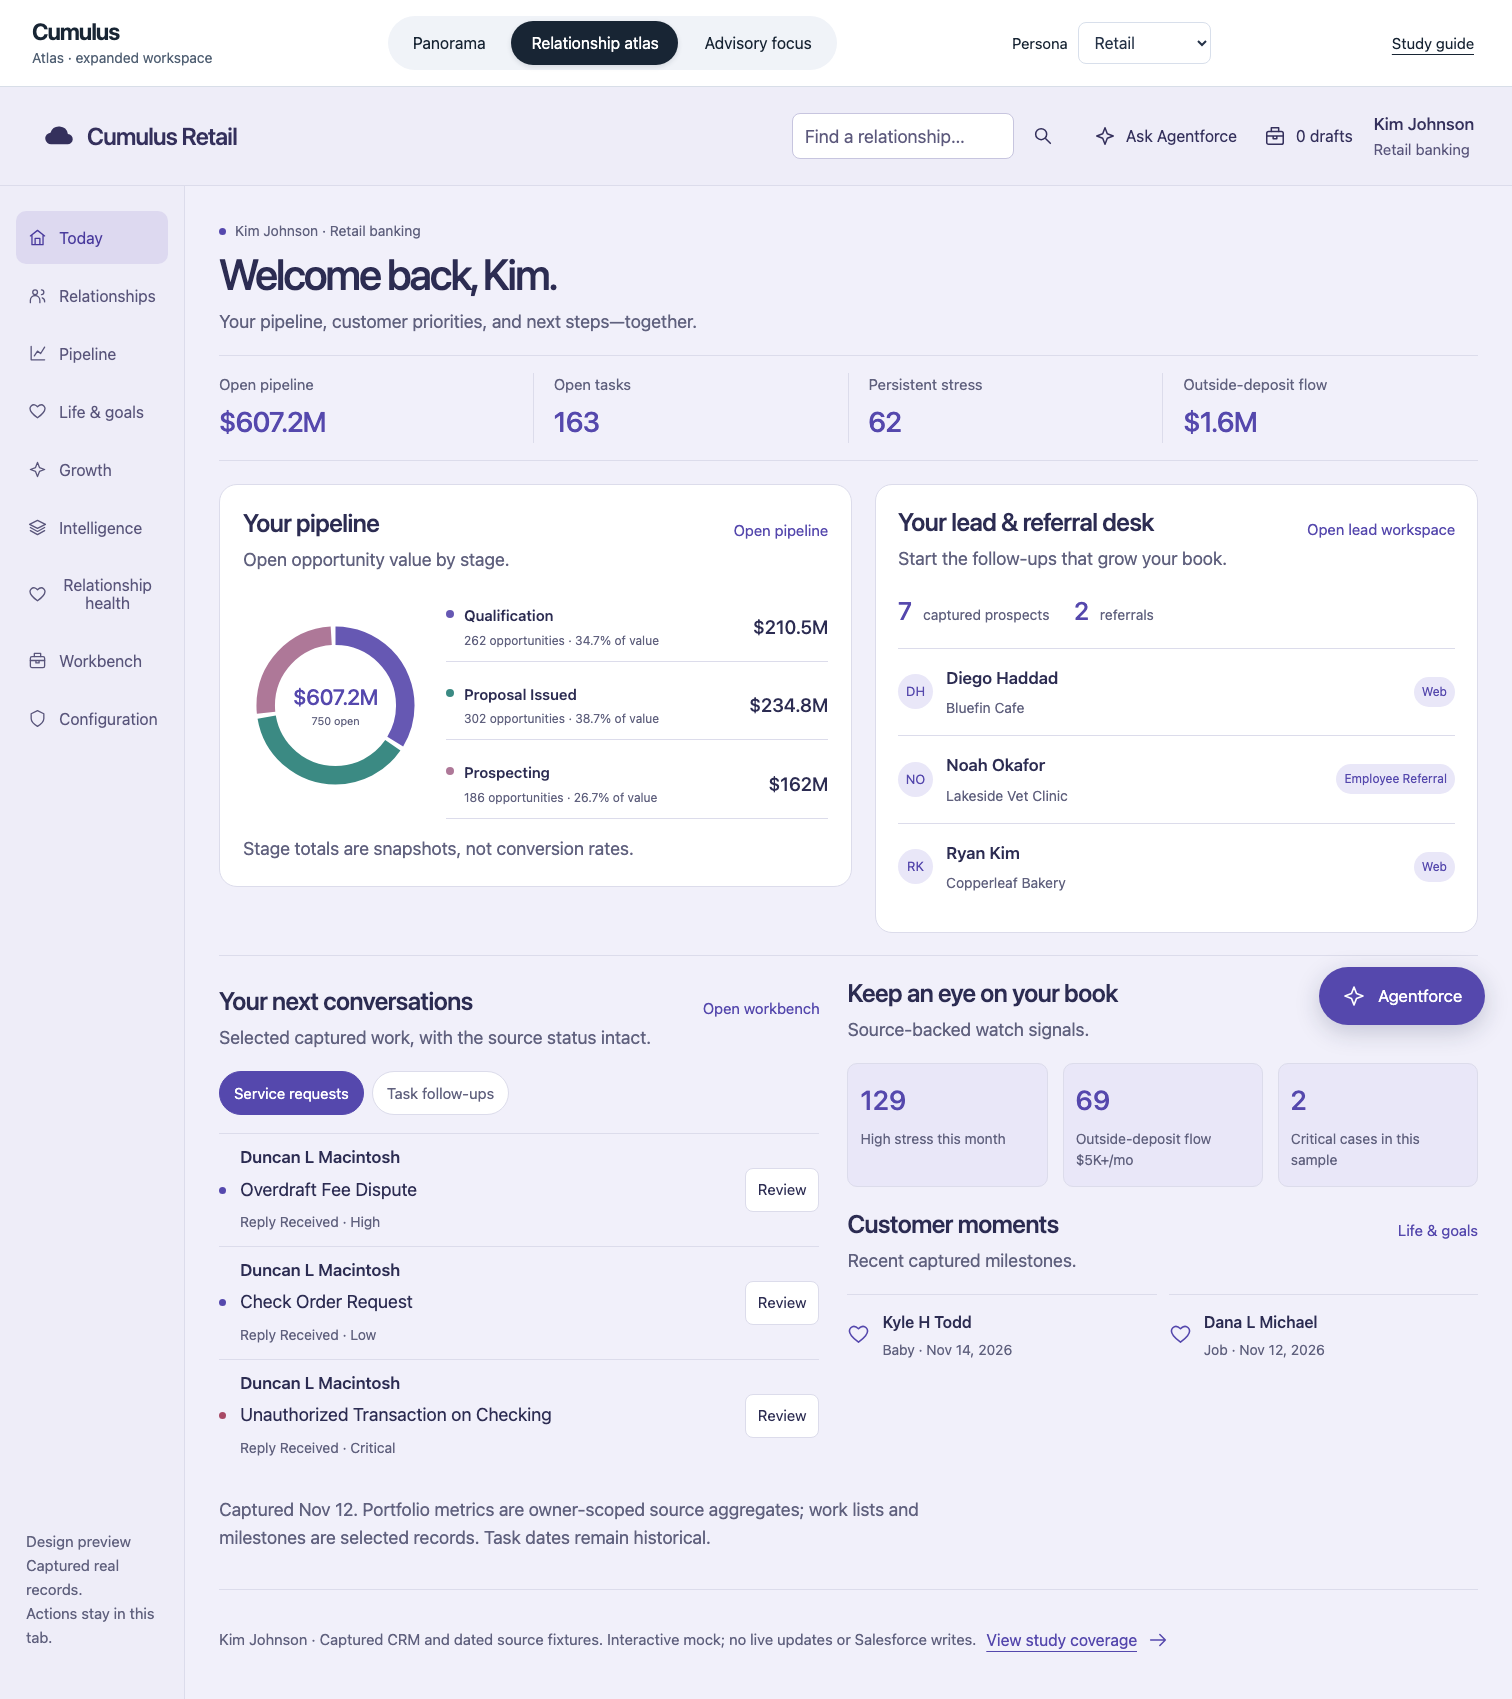 Cumulus
Atlas · expanded workspace
Panorama
Relationship atlas
Advisory focus
Persona
Retail
Study guide
Cumulus Retail
Find a relationship...
Ask Agentforce
0 drafts
Kim Johnson
Retail banking
Today
Relationships
Pipeline
Life & goals
Growth
Intelligence
Relationship
health
Workbench
Configuration
Design preview
Captured real
records.
Actions stay in this
tab.
Kim Johnson · Retail banking
Welcome back, Kim.
Your pipeline, customer priorities, and next steps—together.
Open pipeline
$607.2M
Open tasks
163
Persistent stress
62
Outside-deposit flow
$1.6M
Your pipeline
Open pipeline
Open opportunity value by stage.
$607.2M
750 open
Qualification
262 opportunities · 34.7% of value
$210.5M
Proposal Issued
302 opportunities · 38.7% of value
$234.8M
Prospecting
186 opportunities · 26.7% of value
$162M
Stage totals are snapshots, not conversion rates.
Your lead & referral desk
Open lead workspace
Start the follow-ups that grow your book.
7 captured prospects
2 referrals
DH
Diego Haddad
Bluefin Cafe
Web
NO
Noah Okafor
Lakeside Vet Clinic
Employee Referral
RK
Ryan Kim
Copperleaf Bakery
Web
Your next conversations
Open workbench
Selected captured work, with the source status intact.
Service requests
Task follow-ups
Duncan L Macintosh
Overdraft Fee Dispute
Reply Received · High
Review
Duncan L Macintosh
Check Order Request
Reply Received · Low
Review
Duncan L Macintosh
Unauthorized Transaction on Checking
Reply Received · Critical
Review
Keep an eye on your book
Source-backed watch signals.
Agentforce
129
High stress this month
69
Outside-deposit flow
$5K+/mo
2
Critical cases in this
sample
Customer moments
Life & goals
Recent captured milestones.
Kyle H Todd
Baby · Nov 14, 2026
Dana L Michael
Job · Nov 12, 2026
Captured Nov 12. Portfolio metrics are owner-scoped source aggregates; work lists and
milestones are selected records. Task dates remain historical.
Kim Johnson · Captured CRM and dated source fixtures. Interactive mock; no live updates or Salesforce writes.
View study coverage